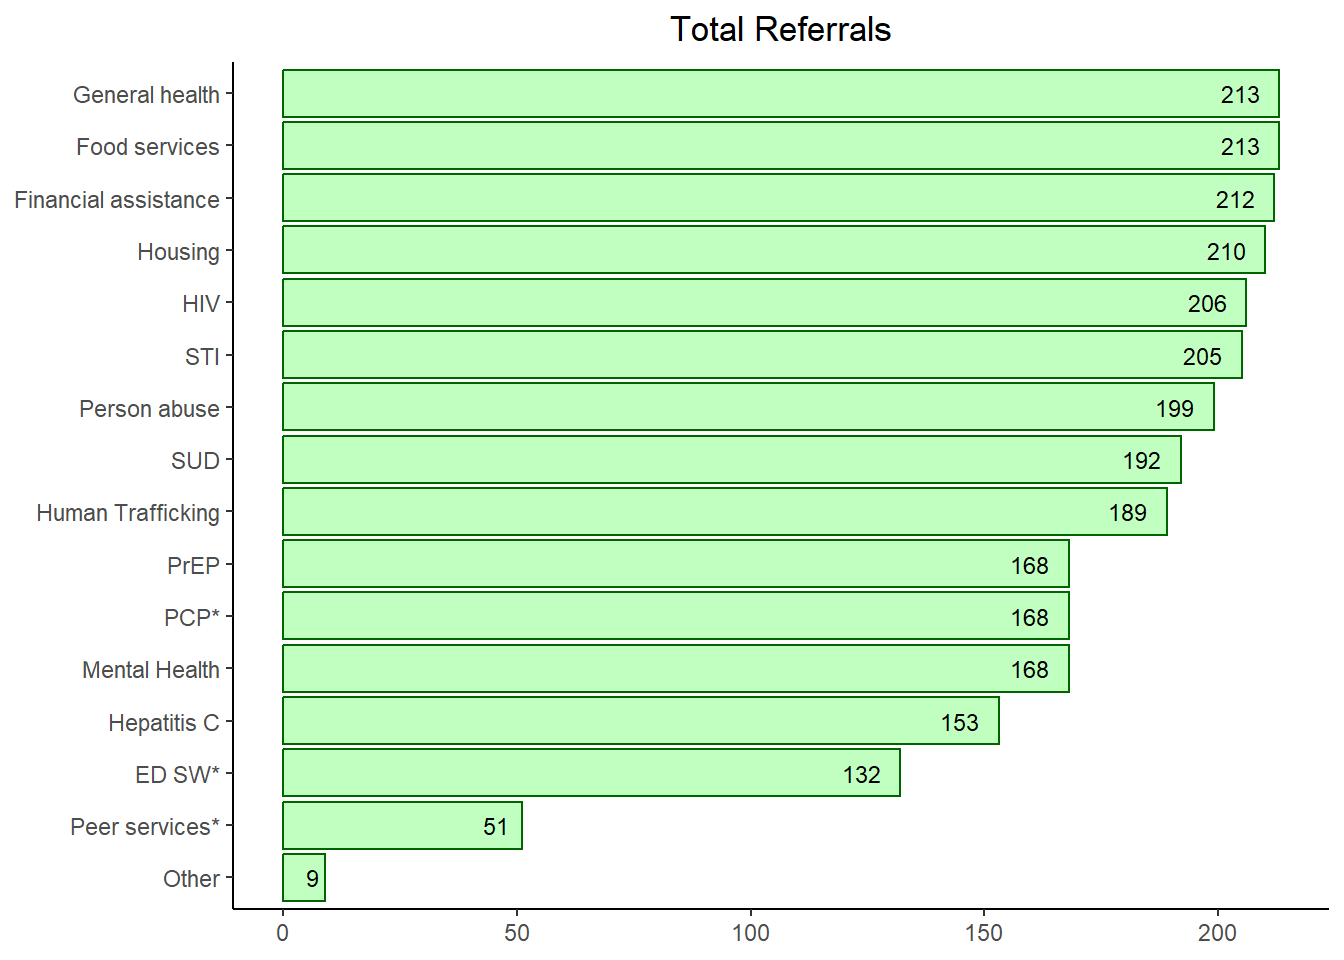 Total Referrals
General health 213
Food services 213
Financial assistance 212
Housing 210
HIV 206
STI 205
Person abuse 199
SUD 192
Human Trafficking 189
PrEP 168
PCP* 168
Mental Health 168
Hepatitis C 153
ED SW* 132
Peer services* 51
Other 9
0 50 100 150 200